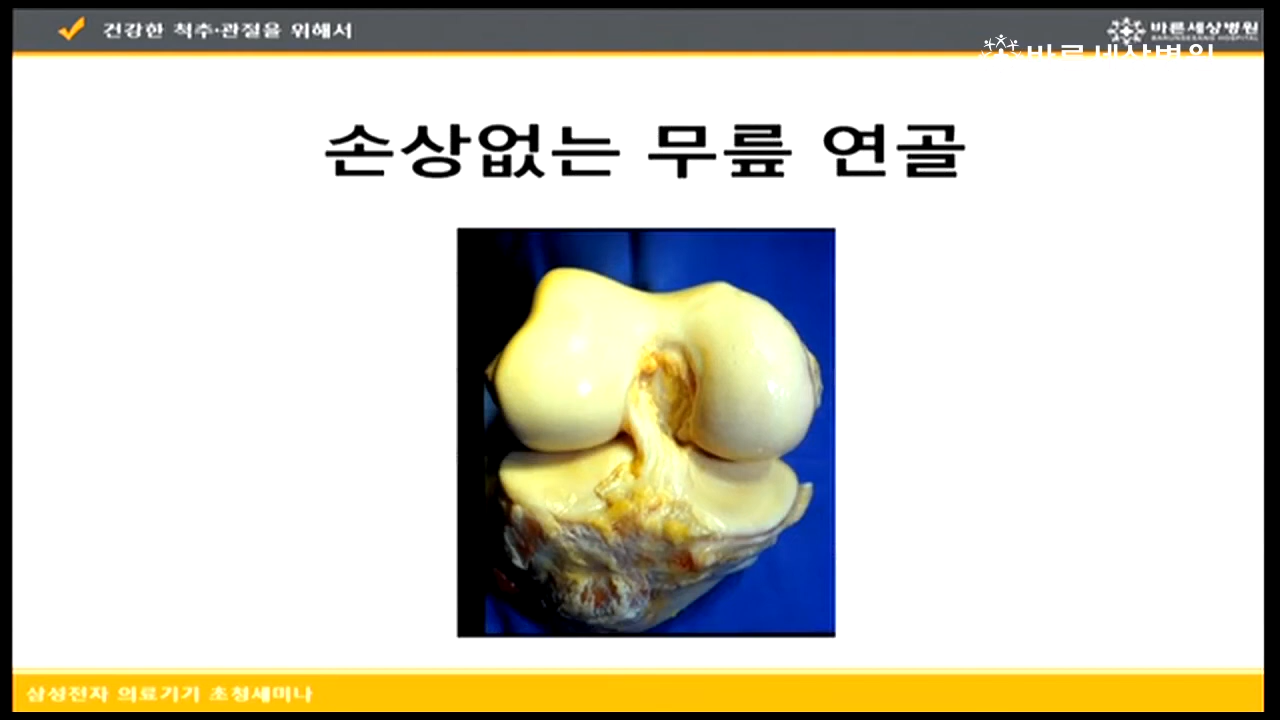 건강한 척추·관절을 위해서
바른세상병원
BARUNSESANG HOSPITAL
바른세상병원
손상없는 무릎 연골
삼성전자 의료기기 초청세미나